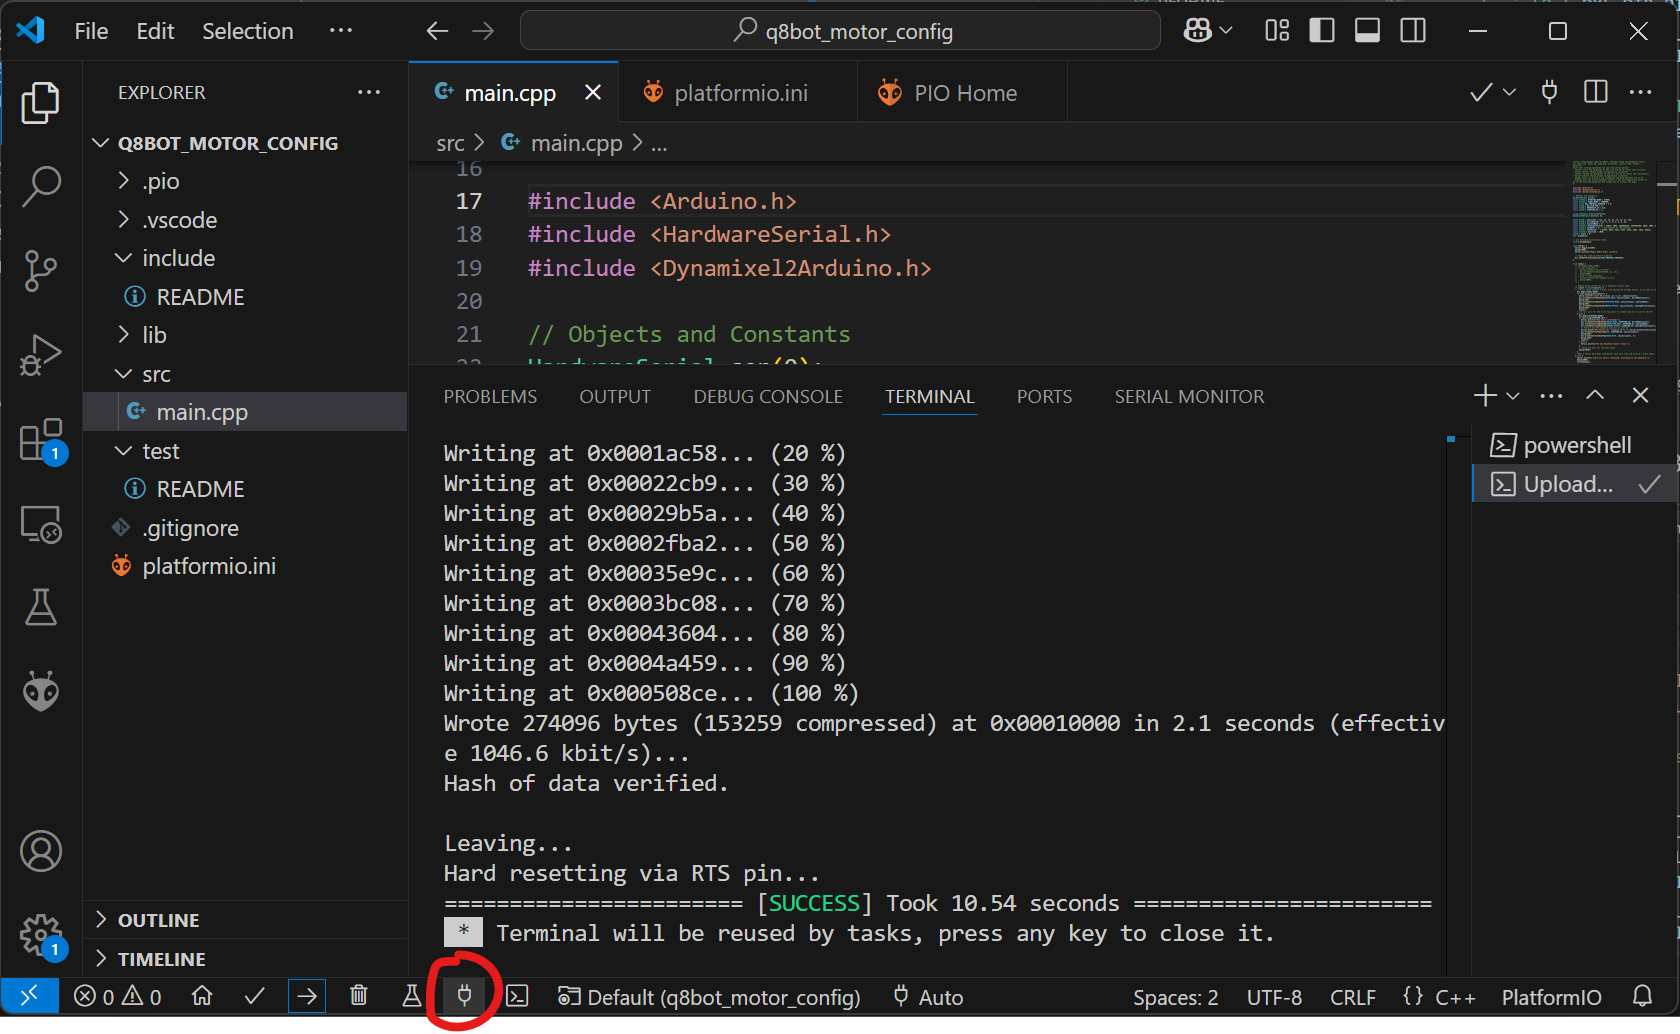 File Edit Selection ··· q8bot_motor_config
EXPLORER ···
Q8BOT_MOTOR_CONFIG
.pio
.vscode
include
README
lib
src
main.cpp
test
README
.gitignore
platformio.ini
OUTLINE
TIMELINE
main.cpp platformio.ini PIO Home
src > main.cpp > ...
16
17 #include <Arduino.h>
18 #include <HardwareSerial.h>
19 #include <Dynamixel2Arduino.h>
20
21 // Objects and Constants
PROBLEMS OUTPUT DEBUG CONSOLE TERMINAL PORTS SERIAL MONITOR
Writing at 0x0001ac58... (20 %)
Writing at 0x00022cb9... (30 %)
Writing at 0x00029b5a... (40 %)
Writing at 0x0002fba2... (50 %)
Writing at 0x00035e9c... (60 %)
Writing at 0x0003bc08... (70 %)
Writing at 0x00043604... (80 %)
Writing at 0x0004a459... (90 %)
Writing at 0x000508ce... (100 %)
Wrote 274096 bytes (153259 compressed) at 0x00010000 in 2.1 seconds (effectiv
e 1046.6 kbit/s)...
Hash of data verified.
Leaving...
Hard resetting via RTS pin...
======================= [SUCCESS] Took 10.54 seconds =======================
* Terminal will be reused by tasks, press any key to close it.
powershell
Upload...
1
1
0 0 Default (q8bot_motor_config) Auto Spaces: 2 UTF-8 CRLF {} C++ PlatformIO